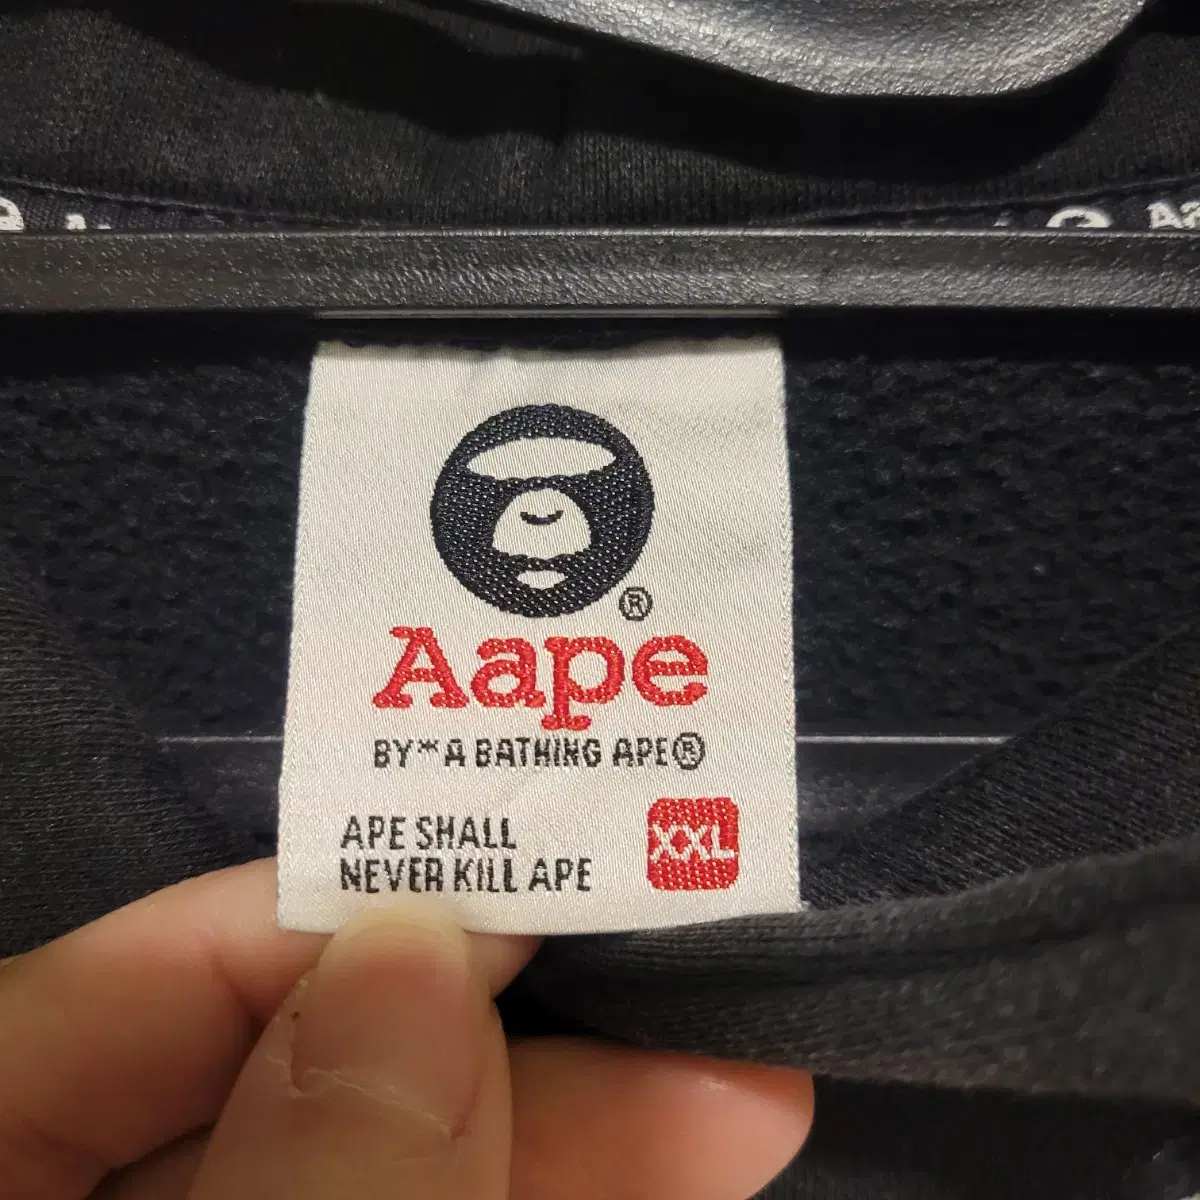 Aape
BY*A BATHING APE®
APE SHALL
NEVER KILL APE
XXL